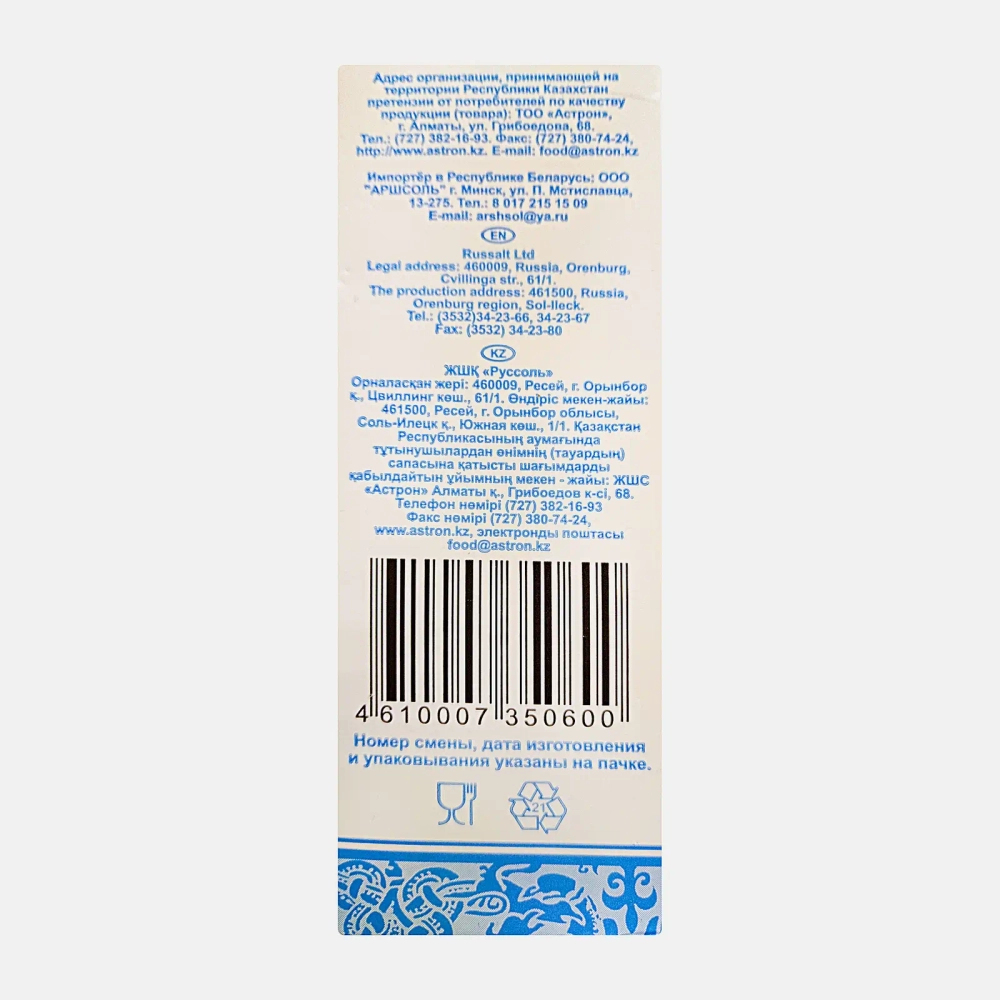 Адрес организации, принимающей на
территории Республики Казахстан
претензии от потребителей по качеству
продукции (товара): ТОО «Астрон»,
г. Алматы, ул. Грибоедова, 68.
Тел.: (727) 382-16-93. Факс: (727) 380-74-24,
http://www.astron.kz. E-mail: food@astron.kz
Импортёр в Республике Беларусь: ООО
"АРШСОЛЬ" г. Минск, ул. П. Мстиславца,
13-275. Тел.: 8 017 215 15 09
E-mail: arshsol@ya.ru
EN
Russalt Ltd
Legal address: 460009, Russia, Orenburg,
Cvillinga str., 61/1.
The production address: 461500, Russia,
Orenburg region, Sol-Ileck.
Tel.: (3532)34-23-66, 34-23-67
Fax: (3532) 34-23-80
KZ
ЖШҚ «Руссоль»
Орналасқан жері: 460009, Ресей, г. Орынбор
қ., Цвиллинг көш., 61/1. Өндіріс мекен-жайы:
461500, Ресей, г. Орынбор облысы,
Соль-Илецк қ., Южная көш., 1/1. Қазақстан
Республикасының аумағында
тұтынушылардан өнімнің (тауардың)
сапасына қатысты шағымдарды
қабылдайтын ұйымның мекен - жайы: ЖШС
«Астрон» Алматы қ., Грибоедов к-сі, 68.
Телефон нөмірі (727) 382-16-93
Факс нөмірі (727) 380-74-24,
www.astron.kz, электронды поштасы
food@astron.kz
4 610007 350600
Номер смены, дата изготовления
и упаковывания указаны на пачке.
21